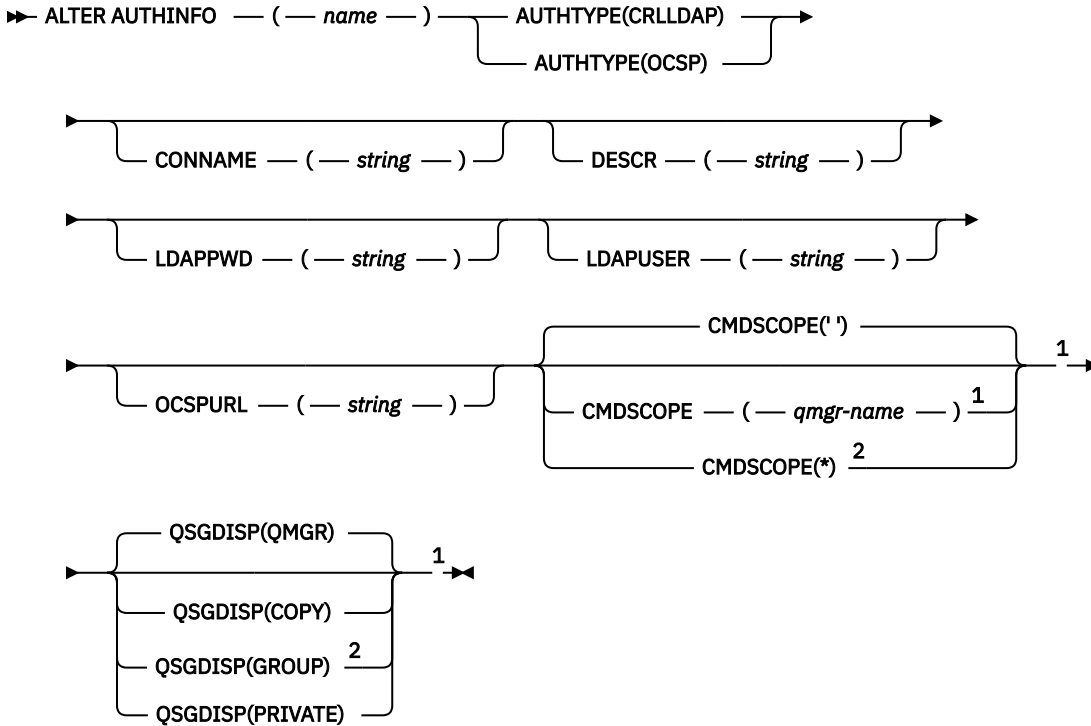 ALTER AUTHINFO ( name ) AUTHTYPE(CRLLDAP)
AUTHTYPE(OCSP)
CONNAME ( string ) DESCR ( string )
LDAPPWD ( string ) LDAPUSER ( string )
CMDSCOPE(' ')
1
OCSPURL ( string ) CMDSCOPE ( qmgr-name ) 1
CMDSCOPE(*) 2
QSGDISP(QMGR)
1
QSGDISP(COPY)
QSGDISP(GROUP) 2
QSGDISP(PRIVATE)